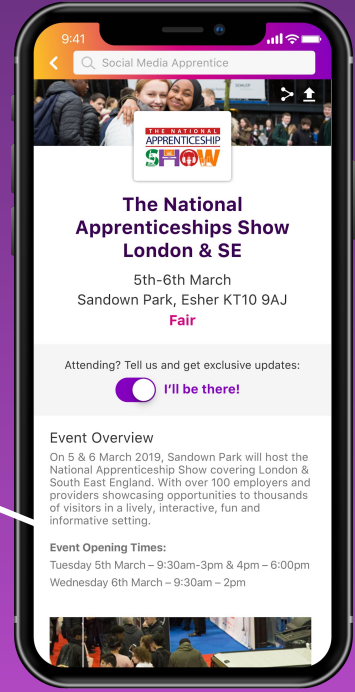 9:41
Social Media Apprentice
THE NATIONAL
APPRENTICESHIP
SHOW
The National
Apprenticeships Show
London & SE
5th-6th March
Sandown Park, Esher KT10 9AJ
Fair
Attending? Tell us and get exclusive updates:
I'll be there!
Event Overview
On 5 & 6 March 2019, Sandown Park will host the
National Apprenticeship Show covering London &
South East England. With over 100 employers and
providers showcasing opportunities to thousands
of visitors in a lively, interactive, fun and
informative setting.
Event Opening Times:
Tuesday 5th March – 9:30am-3pm & 4pm – 6:00pm
Wednesday 6th March – 9:30am – 2pm